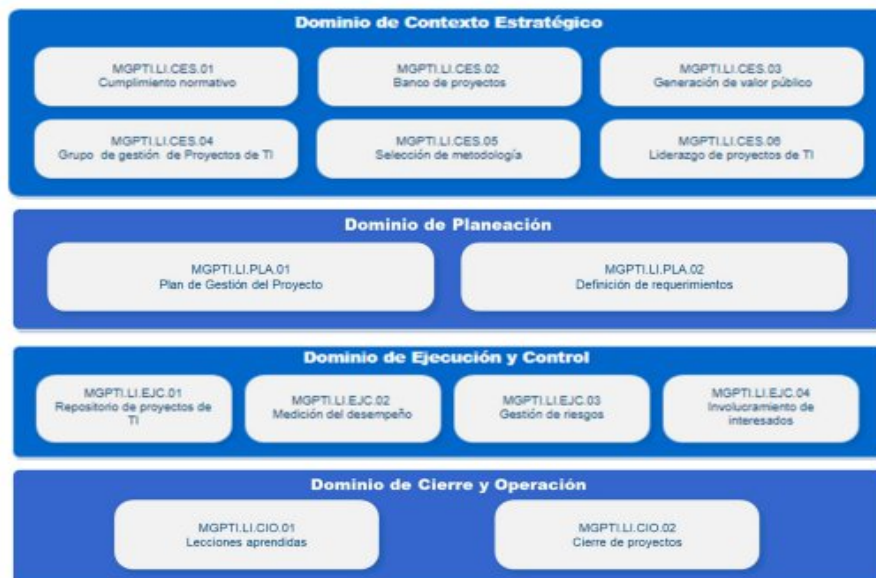 Dominio de Contexto Estratégico
MGPTI.LI.CES.01
Cumplimiento normativo
MGPTI.LI.CES.02
Banco de proyectos
MGPTI.LI.CES.03
Generación de valor público
MGPTI.LI.CES.04
Grupo de gestión de Proyectos de TI
MGPTI.LI.CES.05
Selección de metodología
MGPTI.LI.CES.06
Liderazgo de proyectos de TI
Dominio de Planeación
MGPTI.LI.PLA.01
Plan de Gestión del Proyecto
MGPTI.LI.PLA.02
Definición de requerimientos
Dominio de Ejecución y Control
MGPTI.LI.EJC.01
Repositorio de proyectos de
TI
MGPTI.LI.EJC.02
Medición del desempeño
MGPTI.LI.EJC.03
Gestión de riesgos
MGPTI.LI.EJC.04
Involucramiento de
interesados
Dominio de Cierre y Operación
MGPTI.LI.CIO.01
Lecciones aprendidas
MGPTI.LI.CIO.02
Cierre de proyectos